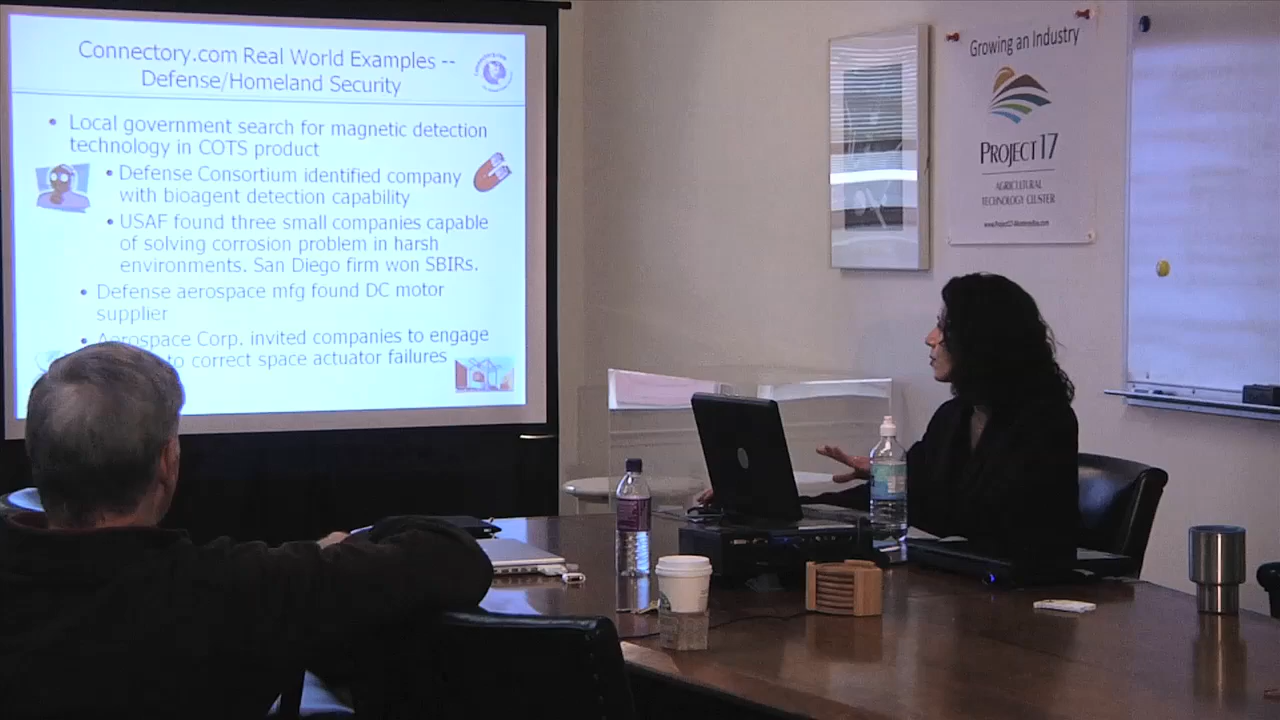 Connectory.com Real World Examples --
Defense/Homeland Security
• Local government search for magnetic detection
technology in COTS product
• Defense Consortium identified company
with bioagent detection capability
• USAF found three small companies capable
of solving corrosion problem in harsh
environments. San Diego firm won SBIRs.
• Defense aerospace mfg found DC motor
supplier
• Aerospace Corp. invited companies to engage
to correct space actuator failures
Growing an Industry
PROJECT 17
AGRICULTURAL
TECHNOLOGY CLUSTER